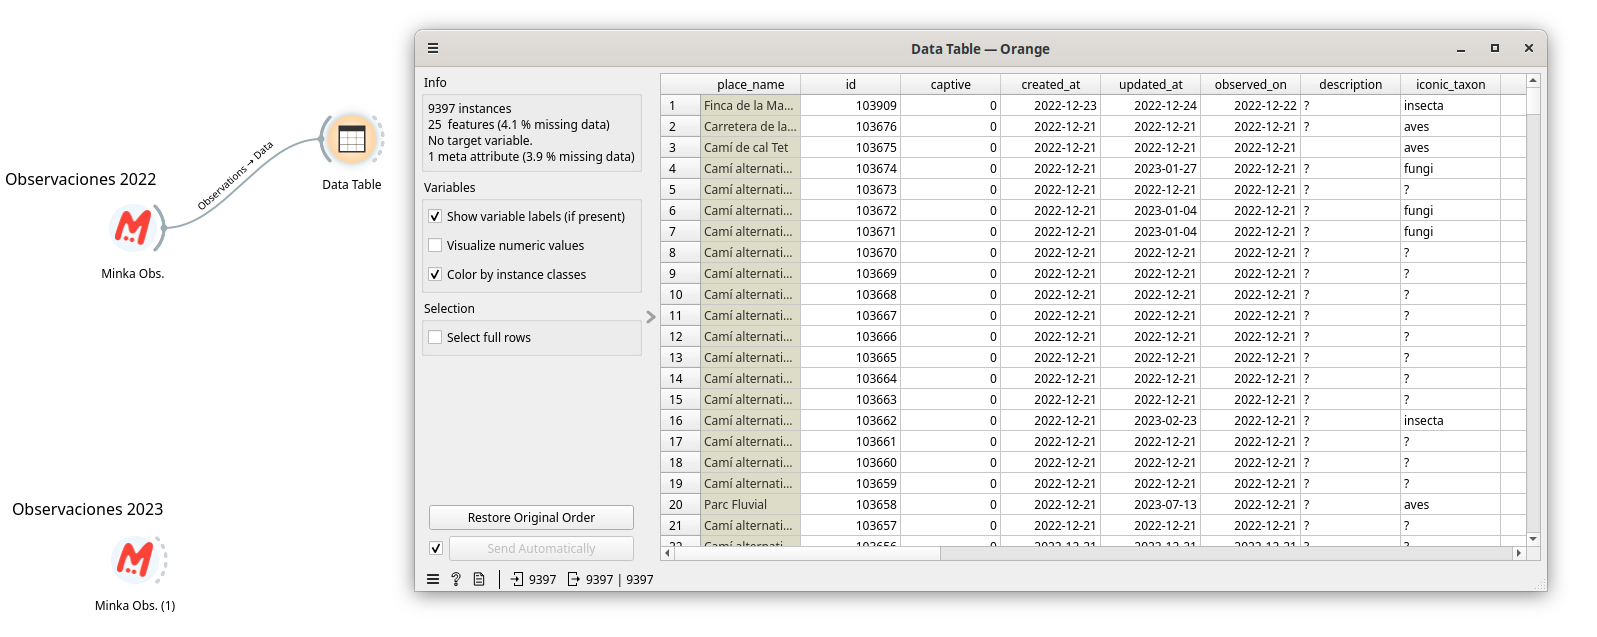 Observaciones 2022
Minka Obs.
Observations → Data
Data Table
Observaciones 2023
Minka Obs. (1)
Data Table — Orange
Info
9397 instances
25 features (4.1 % missing data)
No target variable.
1 meta attribute (3.9 % missing data)
Variables
Show variable labels (if present)
Visualize numeric values
Color by instance classes
Selection
Select full rows
Restore Original Order
Send Automatically
place_name id captive created_at updated_at observed_on description iconic_taxon
1 Finca de la Ma... 103909 0 2022-12-23 2022-12-24 2022-12-22 ? insecta
2 Carretera de la... 103676 0 2022-12-21 2022-12-21 2022-12-21 ? aves
3 Camí de cal Tet 103675 0 2022-12-21 2022-12-21 2022-12-21 aves
4 Camí alternati... 103674 0 2022-12-21 2023-01-27 2022-12-21 ? fungi
5 Camí alternati... 103673 0 2022-12-21 2022-12-21 2022-12-21 ? ?
6 Camí alternati... 103672 0 2022-12-21 2023-01-04 2022-12-21 ? fungi
7 Camí alternati... 103671 0 2022-12-21 2023-01-04 2022-12-21 ? fungi
8 Camí alternati... 103670 0 2022-12-21 2022-12-21 2022-12-21 ? ?
9 Camí alternati... 103669 0 2022-12-21 2022-12-21 2022-12-21 ? ?
10 Camí alternati... 103668 0 2022-12-21 2022-12-21 2022-12-21 ? ?
11 Camí alternati... 103667 0 2022-12-21 2022-12-21 2022-12-21 ? ?
12 Camí alternati... 103666 0 2022-12-21 2022-12-21 2022-12-21 ? ?
13 Camí alternati... 103665 0 2022-12-21 2022-12-21 2022-12-21 ? ?
14 Camí alternati... 103664 0 2022-12-21 2022-12-21 2022-12-21 ? ?
15 Camí alternati... 103663 0 2022-12-21 2022-12-21 2022-12-21 ? ?
16 Camí alternati... 103662 0 2022-12-21 2023-02-23 2022-12-21 ? insecta
17 Camí alternati... 103661 0 2022-12-21 2022-12-21 2022-12-21 ? ?
18 Camí alternati... 103660 0 2022-12-21 2022-12-21 2022-12-21 ? ?
19 Camí alternati... 103659 0 2022-12-21 2022-12-21 2022-12-21 ? ?
20 Parc Fluvial 103658 0 2022-12-21 2023-07-13 2022-12-21 ? aves
21 Camí alternati... 103657 0 2022-12-21 2022-12-21 2022-12-21 ? ?
22 Camí alternati... 103656 0 2022-12-21 2022-12-21 2022-12-21 ? ?
9397 9397 | 9397